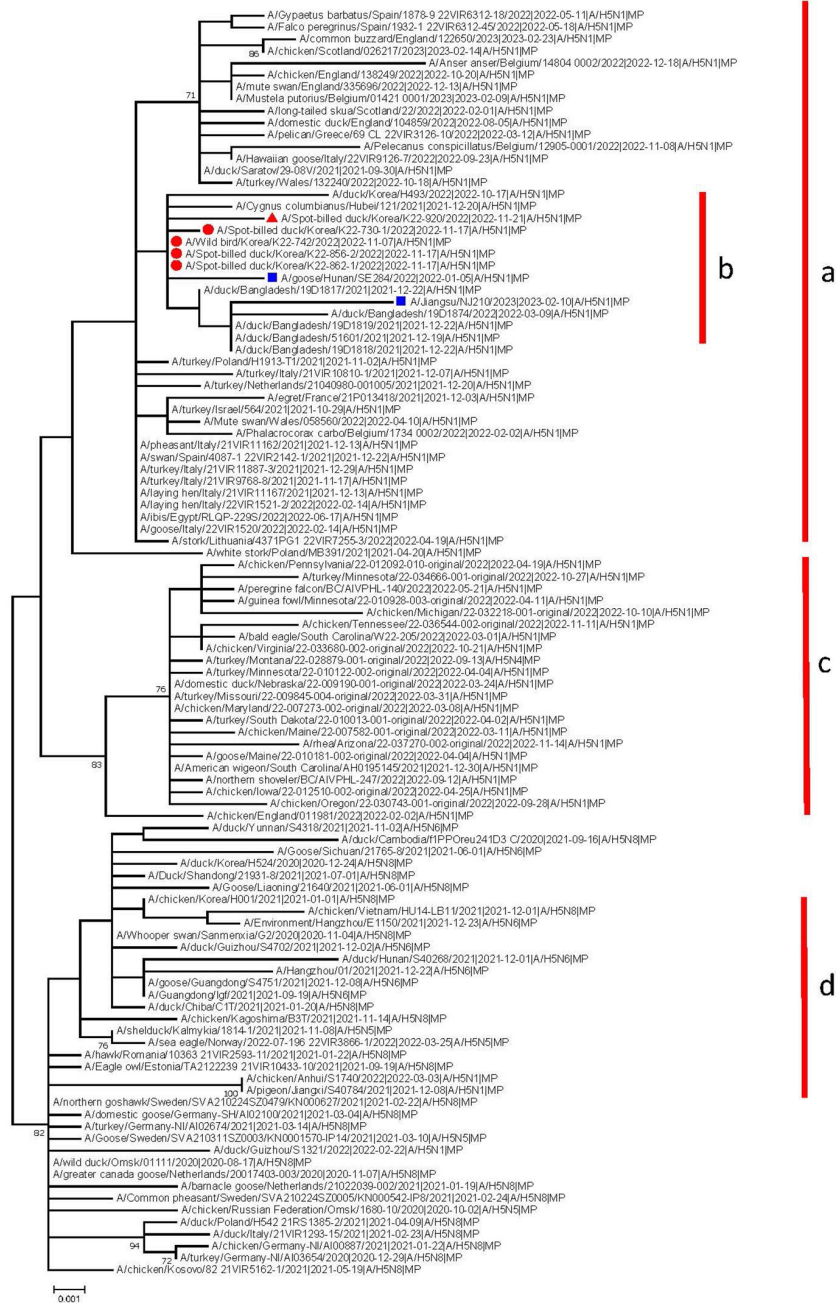 A/Gypaetus barbatus/Spain/1878-9 22VIR6312-18/2022|2022-05-11|A/H5N1|MP
A/Falco peregrinus/Spain/1932-1 22VIR6312-45/2022|2022-05-18|A/H5N1|MP
A/common buzzard/England/122650/2023|2023-02-23|A/H5N1|MP
86
A/chicken/Scotland/026217/2023|2023-02-14|A/H5N1|MP
A/Anser anser/Belgium/14804 0002/2022|2022-12-18|A/H5N1|MP
A/chicken/England/138249/2022|2022-10-20|A/H5N1|MP
A/mute swan/England/335696/2022|2022-12-13|A/H5N1|MP
71
A/Mustela putorius/Belgium/01421 0001/2023|2023-02-09|A/H5N1|MP
A/long-tailed skua/Scotland/22/2022|2022-02-01|A/H5N1|MP
A/domestic duck/England/104859/2022|2022-08-05|A/H5N1|MP
A/pelican/Greece/69 CL 22VIR3126-10/2022|2022-03-12|A/H5N1|MP
A/Pelecanus conspicillatus/Belgium/12905-0001/2022|2022-11-08|A/H5N1|MP
A/Hawaiian goose/Italy/22VIR9126-7/2022|2022-09-23|A/H5N1|MP
A/duck/Saratov/29-08V/2021|2021-09-30|A/H5N1|MP
A/turkey/Wales/132240/2022|2022-10-18|A/H5N1|MP
A/duck/Korea/H493/2022|2022-10-17|A/H5N1|MP
A/Cygnus columbianus/Hubei/121/2021|2021-12-20|A/H5N1|MP
A/Spot-billed duck/Korea/K22-920/2022|2022-11-21|A/H5N1|MP
A/Spot-billed duck/Korea/K22-730-1/2022|2022-11-17|A/H5N1|MP
A/Wild bird/Korea/K22-742/2022|2022-11-07|A/H5N1|MP
A/Spot-billed duck/Korea/K22-856-2/2022|2022-11-17|A/H5N1|MP
A/Spot-billed duck/Korea/K22-862-1/2022|2022-11-17|A/H5N1|MP
A/goose/Hunan/SE284/2022|2022-01-05|A/H5N1|MP
A/duck/Bangladesh/19D1817/2021|2021-12-22|A/H5N1|MP
A/Jiangsu/NJ210/2023|2023-02-10|A/H5N1|MP
A/duck/Bangladesh/19D1874/2022|2022-03-09|A/H5N1|MP
A/duck/Bangladesh/19D1819/2021|2021-12-22|A/H5N1|MP
A/duck/Bangladesh/51601/2021|2021-12-19|A/H5N1|MP
A/duck/Bangladesh/19D1818/2021|2021-12-22|A/H5N1|MP
b
a
A/turkey/Poland/H1913-T1/2021|2021-11-02|A/H5N1|MP
A/turkey/Italy/21VIR10810-1/2021|2021-12-07|A/H5N1|MP
A/turkey/Netherlands/21040980-001005/2021|2021-12-20|A/H5N1|MP
A/egret/France/21P013418/2021|2021-12-03|A/H5N1|MP
A/turkey/Israel/564/2021|2021-10-29|A/H5N1|MP
A/Mute swan/Wales/058560/2022|2022-04-10|A/H5N1|MP
A/Phalacrocorax carbo/Belgium/1734 0002/2022|2022-02-02|A/H5N1|MP
A/pheasant/Italy/21VIR11162/2021|2021-12-13|A/H5N1|MP
A/swan/Spain/4087-1 22VIR2142-1/2021|2021-12-22|A/H5N1|MP
A/turkey/Italy/21VIR11887-3/2021|2021-12-29|A/H5N1|MP
A/turkey/Italy/21VIR9768-8/2021|2021-11-17|A/H5N1|MP
A/laying hen/Italy/21VIR11167/2021|2021-12-13|A/H5N1|MP
A/laying hen/Italy/22VIR1521-2/2022|2022-02-14|A/H5N1|MP
A/ibis/Egypt/RLQP-229S/2022|2022-06-17|A/H5N1|MP
A/goose/Italy/22VIR1520/2022|2022-02-14|A/H5N1|MP
A/stork/Lithuania/4371PG1 22VIR7255-3/2022|2022-04-19|A/H5N1|MP
A/white stork/Poland/MB391/2021|2021-04-20|A/H5N1|MP
A/chicken/Pennsylvania/22-012092-010-original/2022|2022-04-19|A/H5N1|MP
A/turkey/Minnesota/22-034666-001-original/2022|2022-10-27|A/H5N1|MP
A/peregrine falcon/BC/AIVPHL-140/2022|2022-05-21|A/H5N1|MP
A/guinea fowl/Minnesota/22-010928-003-original/2022|2022-04-11|A/H5N1|MP
A/chicken/Michigan/22-032218-001-original/2022|2022-10-10|A/H5N1|MP
A/chicken/Tennessee/22-036544-002-original/2022|2022-11-11|A/H5N1|MP
A/bald eagle/South Carolina/W22-205/2022|2022-03-01|A/H5N1|MP
A/chicken/Virginia/22-033680-002-original/2022|2022-10-21|A/H5N1|MP
A/turkey/Montana/22-028879-001-original/2022|2022-09-13|A/H5N4|MP
A/turkey/Minnesota/22-010122-002-original/2022|2022-04-04|A/H5N1|MP
A/domestic duck/Nebraska/22-009190-001-original/2022|2022-03-24|A/H5N1|MP
76
A/turkey/Missouri/22-009845-004-original/2022|2022-03-31|A/H5N1|MP
A/chicken/Maryland/22-007273-002-original/2022|2022-03-08|A/H5N1|MP
A/turkey/South Dakota/22-010013-001-original/2022|2022-04-02|A/H5N1|MP
A/chicken/Maine/22-007582-001-original/2022|2022-03-11|A/H5N1|MP
A/rhea/Arizona/22-037270-002-original/2022|2022-11-14|A/H5N1|MP
A/goose/Maine/22-010181-002-original/2022|2022-04-04|A/H5N1|MP
83
A/American wigeon/South Carolina/AH0195145/2021|2021-12-30|A/H5N1|MP
A/northern shoveler/BC/AIVPHL-247/2022|2022-09-12|A/H5N1|MP
A/chicken/Iowa/22-012510-002-original/2022|2022-04-25|A/H5N1|MP
A/chicken/Oregon/22-030743-001-original/2022|2022-09-28|A/H5N1|MP
A/chicken/England/011981/2022|2022-02-02|A/H5N1|MP
c
A/duck/Yunnan/S4318/2021|2021-11-02|A/H5N6|MP
A/duck/Cambodia/f1PPOreu241D3 C/2020|2021-09-16|A/H5N8|MP
A/Goose/Sichuan/21765-8/2021|2021-06-01|A/H5N6|MP
A/duck/Korea/H524/2020|2020-12-24|A/H5N8|MP
A/Duck/Shandong/21931-8/2021|2021-07-01|A/H5N8|MP
A/Goose/Liaoning/21640/2021|2021-06-01|A/H5N8|MP
A/chicken/Korea/H001/2021|2021-01-01|A/H5N8|MP
A/chicken/Vietnam/HU14-LB11/2021|2021-12-01|A/H5N8|MP
A/Environment/Hangzhou/E1150/2021|2021-12-23|A/H5N6|MP
A/Whooper swan/Sanmenxia/G2/2020|2020-11-04|A/H5N8|MP
A/duck/Guizhou/S4702/2021|2021-12-02|A/H5N6|MP
A/duck/Hunan/S40268/2021|2021-12-01|A/H5N6|MP
A/Hangzhou/01/2021|2021-12-22|A/H5N6|MP
A/goose/Guangdong/S4751/2021|2021-12-08|A/H5N6|MP
A/Guangdong/lgf/2021|2021-09-19|A/H5N6|MP
A/duck/Chiba/C1T/2021|2021-01-20|A/H5N8|MP
A/chicken/Kagoshima/B3T/2021|2021-11-14|A/H5N8|MP
A/shelduck/Kalmykia/1814-1/2021|2021-11-08|A/H5N5|MP
76
A/sea eagle/Norway/2022-07-196 22VIR3866-1/2022|2022-03-25|A/H5N5|MP
A/hawk/Romania/10363 21VIR2593-11/2021|2021-01-22|A/H5N8|MP
A/Eagle owl/Estonia/TA2122239 21VIR10433-10/2021|2021-09-19|A/H5N8|MP
A/chicken/Anhui/S1740/2022|2022-03-03|A/H5N1|MP
100
A/pigeon/Jiangxi/S40784/2021|2021-12-08|A/H5N1|MP
A/northern goshawk/Sweden/SVA210224SZ0479/KN000627/2021|2021-02-22|A/H5N8|MP
d
A/domestic goose/Germany-SH/AI02100/2021|2021-03-04|A/H5N8|MP
A/turkey/Germany-NI/AI02674/2021|2021-03-14|A/H5N8|MP
82
A/Goose/Sweden/SVA210311SZ0003/KN0001570-IP14/2021|2021-03-10|A/H5N5|MP
A/duck/Guizhou/S1321/2022|2022-02-22|A/H5N1|MP
A/wild duck/Omsk/01111/2020|2020-08-17|A/H5N8|MP
A/greater canada goose/Netherlands/20017403-003/2020|2020-11-07|A/H5N8|MP
A/barnacle goose/Netherlands/21022039-002/2021|2021-01-19|A/H5N8|MP
A/Common pheasant/Sweden/SVA210224SZ0005/KN000542-IP8/2021|2021-02-24|A/H5N8|MP
A/chicken/Russian Federation/Omsk/1680-10/2020|2020-10-02|A/H5N5|MP
A/duck/Poland/H542 21RS1385-2/2021|2021-04-09|A/H5N8|MP
A/duck/Italy/21VIR1293-15/2021|2021-02-23|A/H5N8|MP
94
A/chicken/Germany-NI/AI00887/2021|2021-01-22|A/H5N8|MP
72
A/turkey/Germany-NI/AI03654/2020|2020-12-29|A/H5N8|MP
A/chicken/Kosovo/82 21VIR5162-1/2021|2021-05-19|A/H5N8|MP
0.001